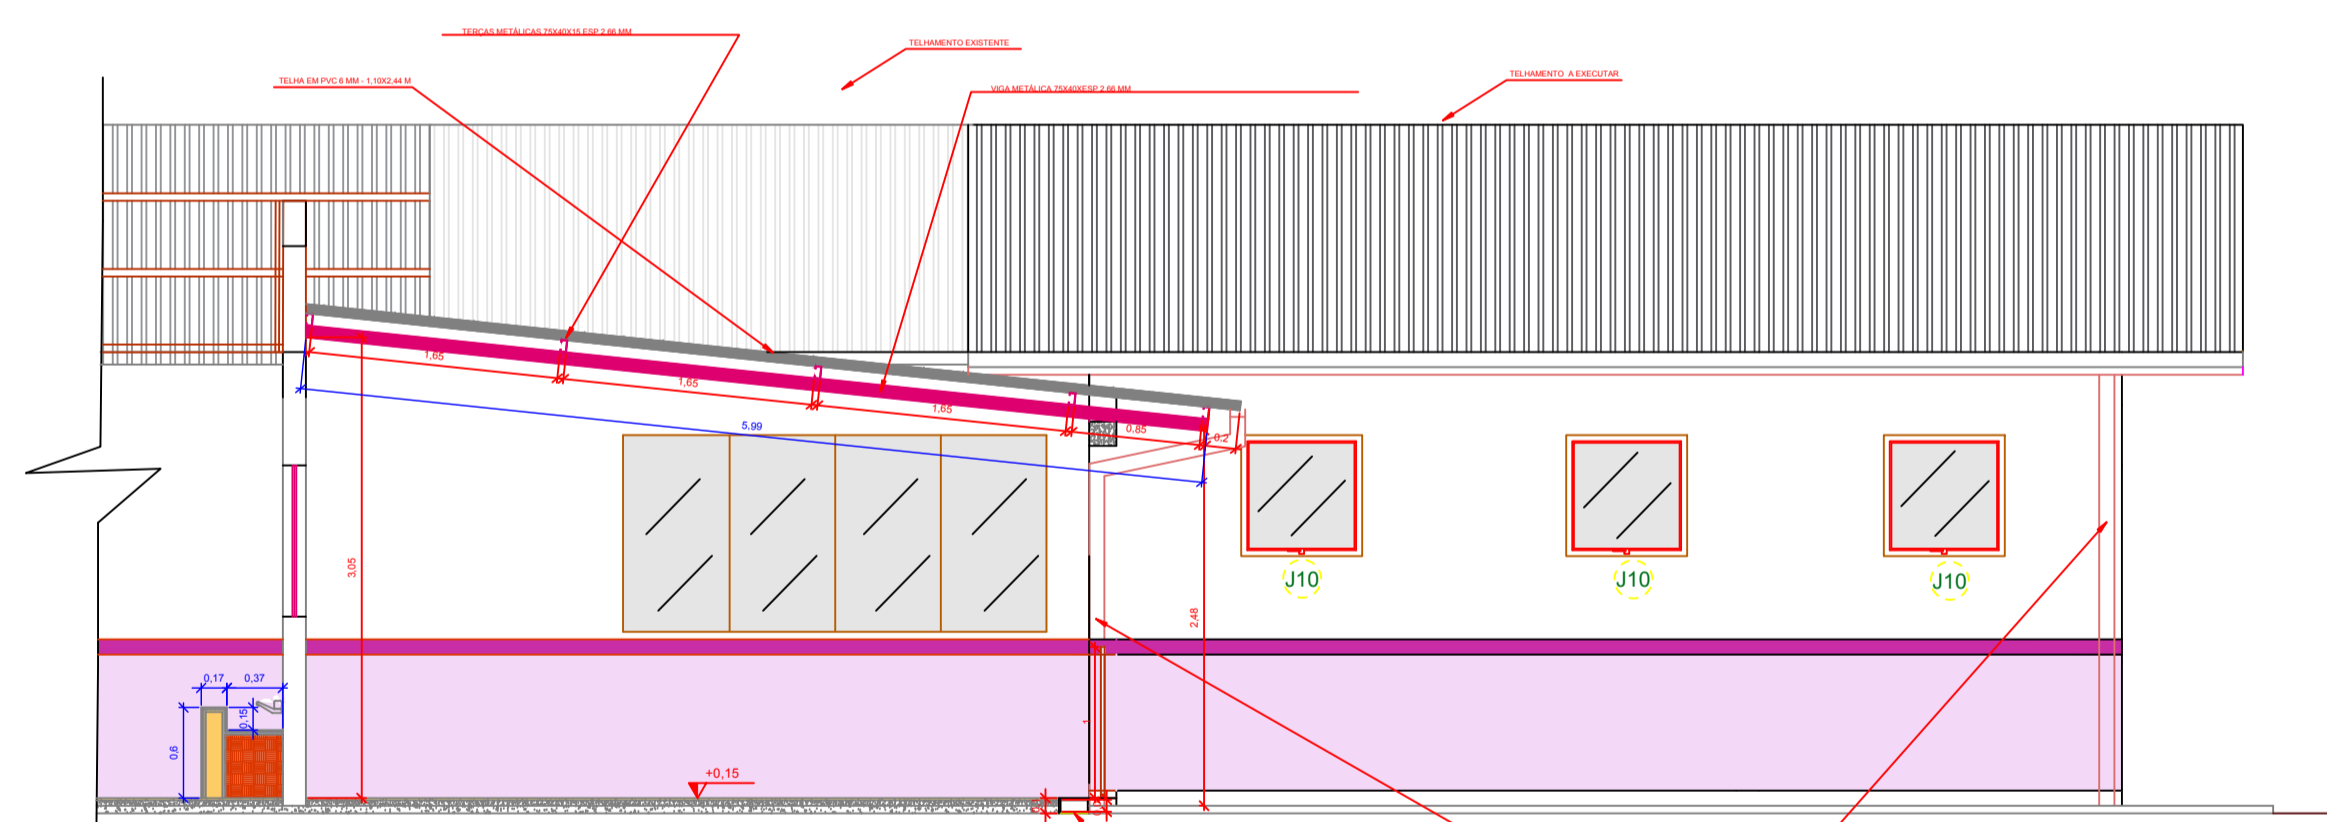 TERÇAS METÁLICAS 75X40X15 ESP 2.66 MM
TELHAMENTO EXISTENTE
TELHAMENTO A EXECUTAR
TELHA EM PVC 6 MM - 1,10X2,44 M
VIGA METÁLICA 75X40XESP 2.66 MM
1,65
1,65
1,65
0.85
0.2
5.99
3,05
2,48
J10
J10
J10
0,17
0,37
0,15
0,6
1
+0,15